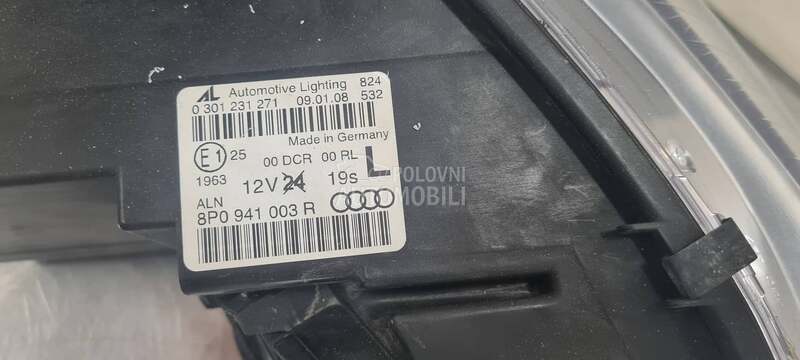 AL Automotive Lighting 824
0 301 231 271 09.01.08 532
Made in Germany
E1 25 00 DCR 00 RL L
1963 12V 24 19s
ALN
8P0 941 003 R
POLOVNI
AUTOMOBILI